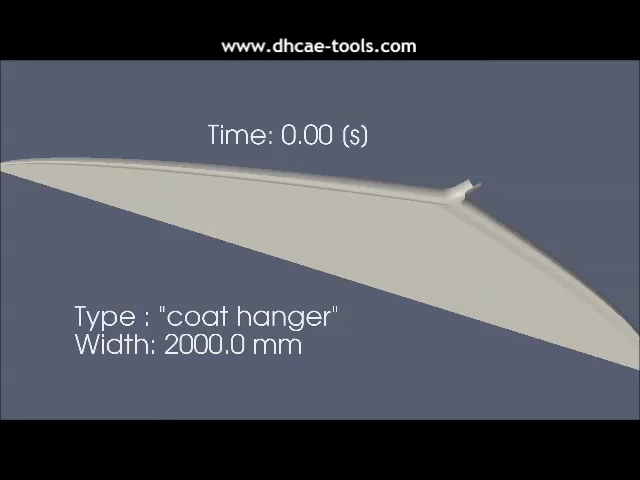 www.dhcae-tools.com
Time: 0.00 (s)
Type : "coat hanger"
Width: 2000.0 mm